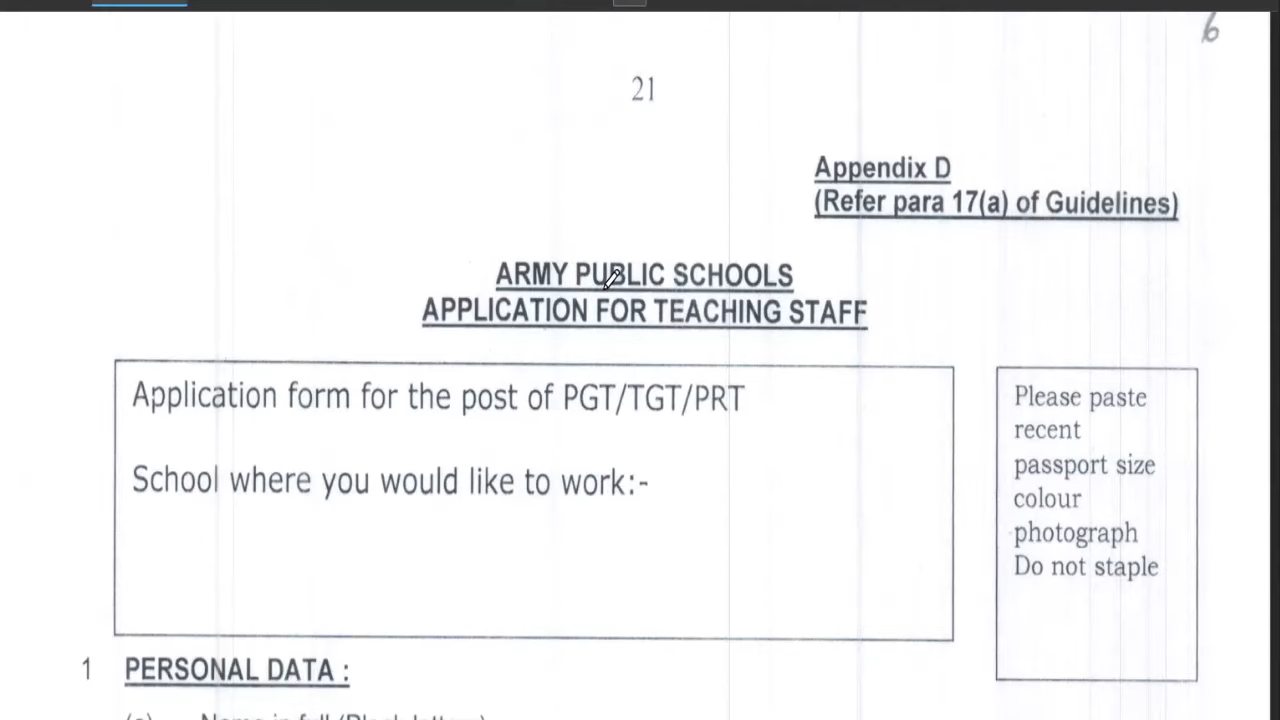 6
21
Appendix D
(Refer para 17(a) of Guidelines)
ARMY PUBLIC SCHOOLS
APPLICATION FOR TEACHING STAFF
Application form for the post of PGT/TGT/PRT
School where you would like to work:-
Please paste
recent
passport size
colour
photograph
Do not staple
1 PERSONAL DATA :